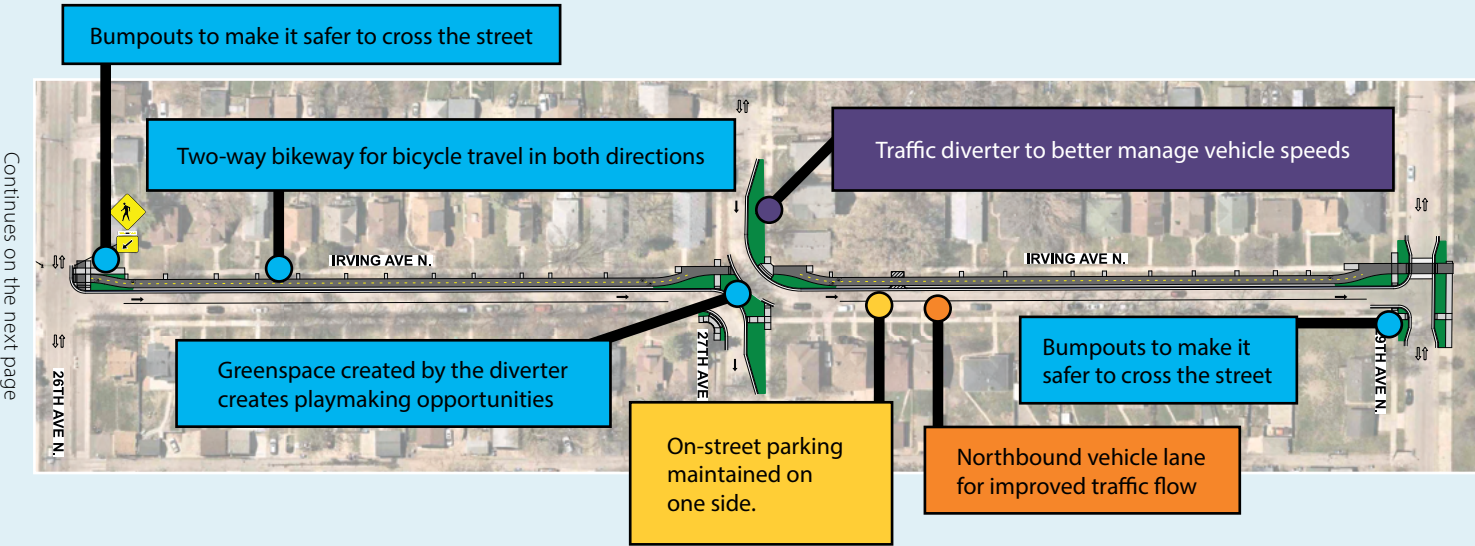 Bumpouts to make it safer to cross the street
Two-way bikeway for bicycle travel in both directions
Traffic diverter to better manage vehicle speeds
Continues on the next page
IRVING AVE N.
IRVING AVE N.
Greenspace created by the diverter
creates playmaking opportunities
27TH AVE
Bumpouts to make it
safer to cross the street
26TH AVE N.
9TH AVE N.
On-street parking
maintained on
one side.
Northbound vehicle lane
for improved traffic flow